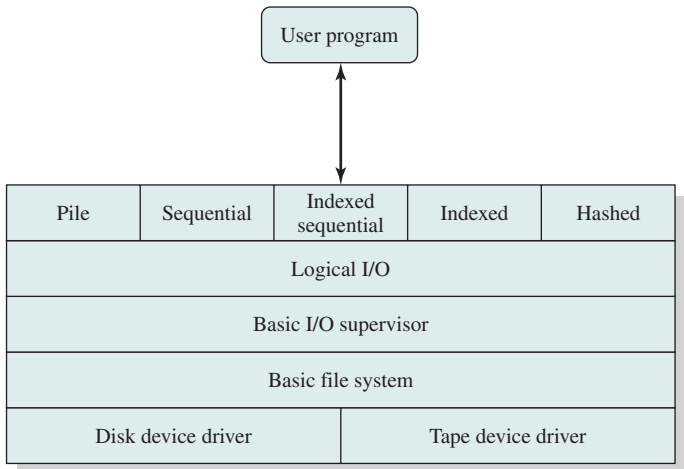 User program
Pile
Sequential
Indexed
sequential
Indexed
Hashed
Logical I/O
Basic I/O supervisor
Basic file system
Disk device driver
Tape device driver